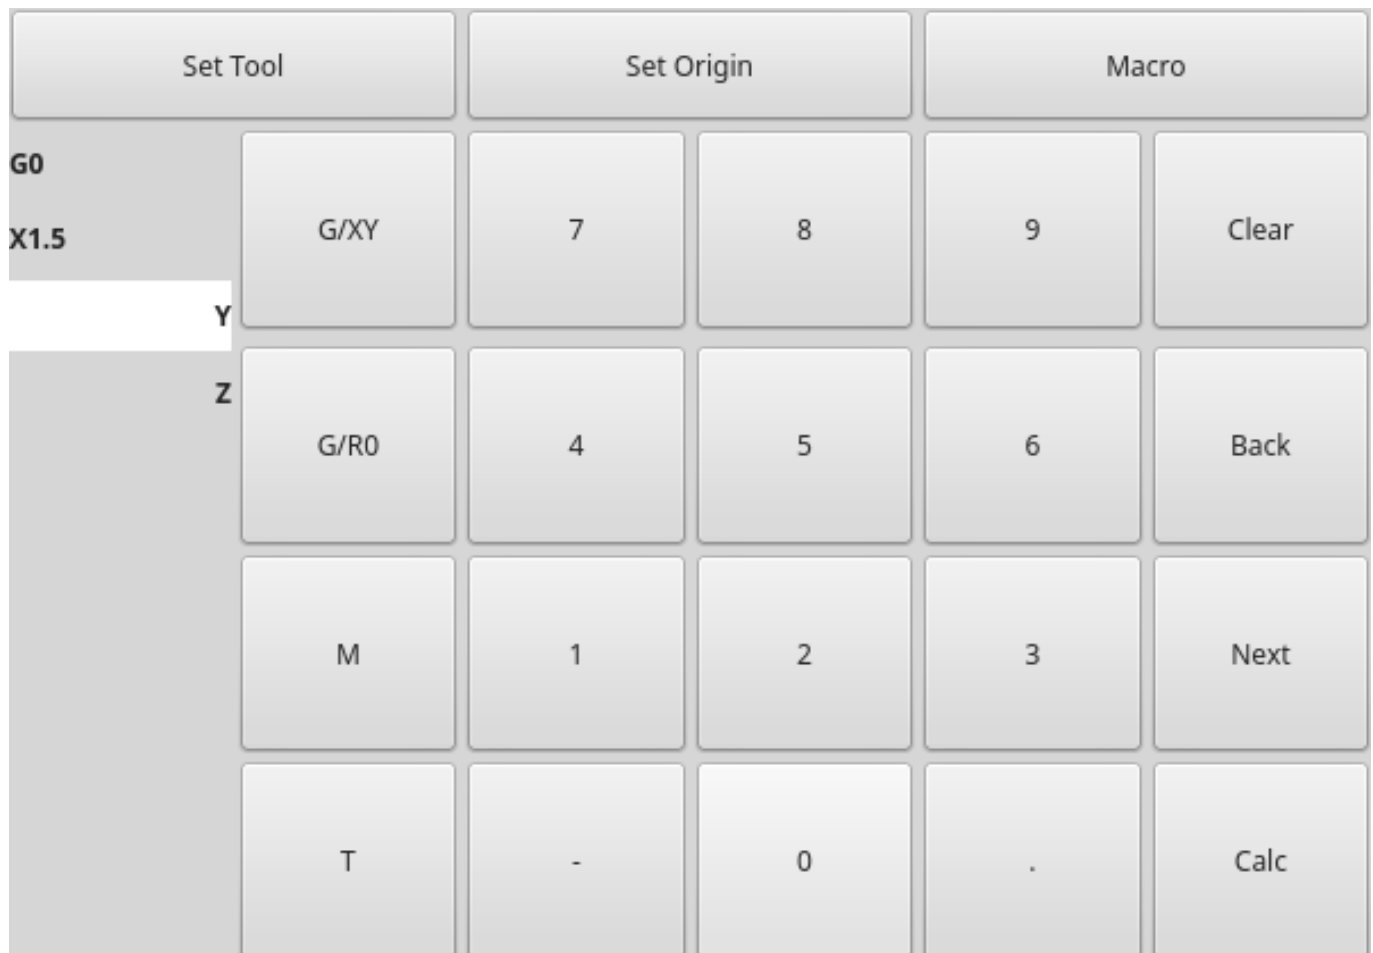 Set Tool Set Origin Macro
G0
X1.5
Y
Z
G/XY 7 8 9 Clear
G/R0 4 5 6 Back
M 1 2 3 Next
T - 0 . Calc